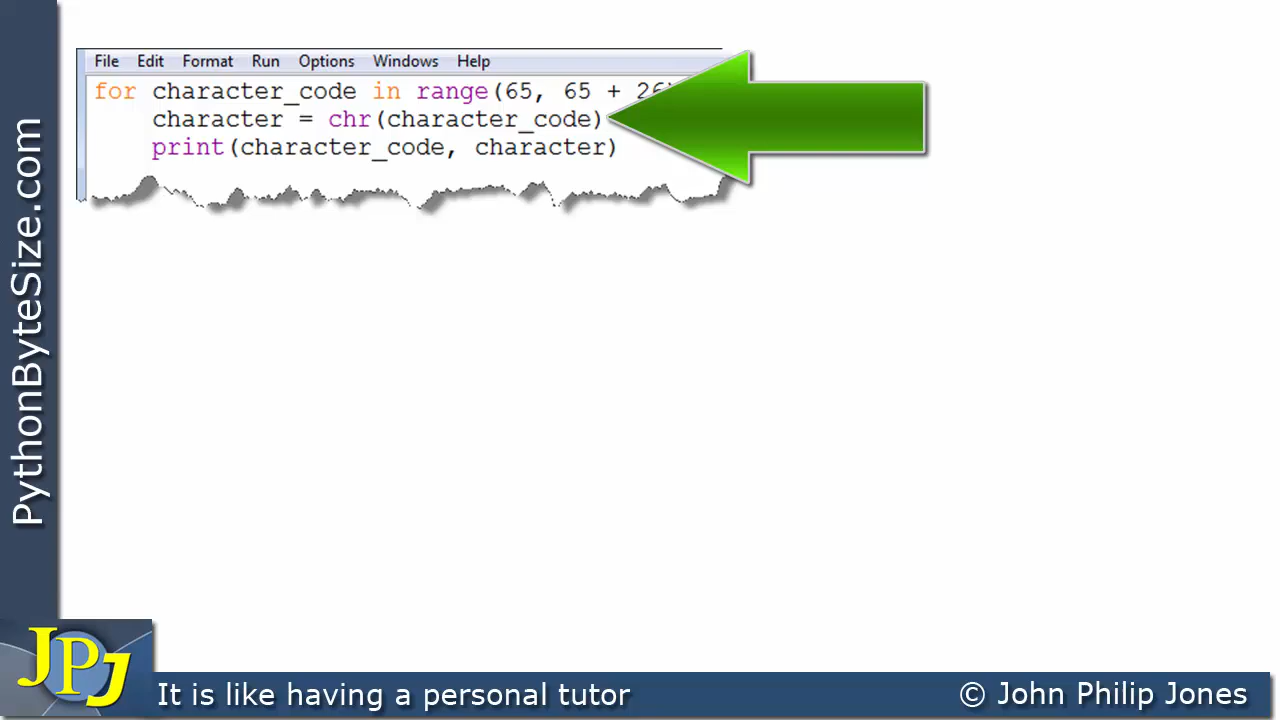 PythonByteSize.com
File Edit Format Run Options Windows Help
for character_code in range(65, 65 + 26)
    character = chr(character_code)
    print(character_code, character)
JPJ
It is like having a personal tutor
© John Philip Jones